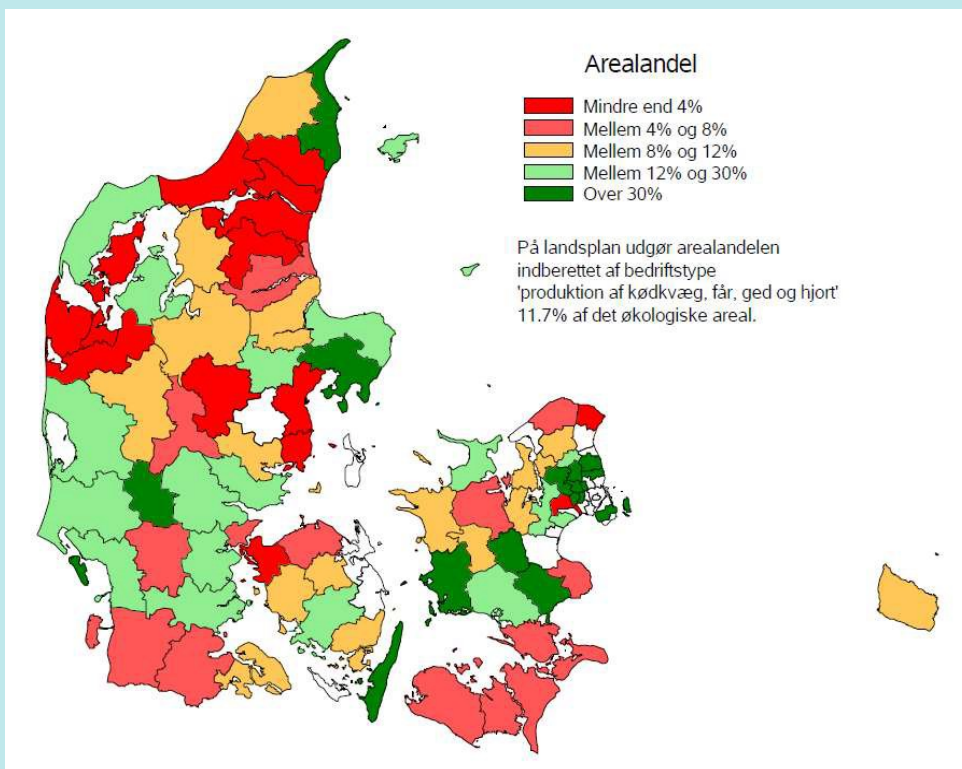 Arealandel
Mindre end 4%
Mellem 4% og 8%
Mellem 8% og 12%
Mellem 12% og 30%
Over 30%
På landsplan udgør arealandelen
indberettet af bedriftstype
'produktion af kødkvæg, får, ged og hjort'
11.7% af det økologiske areal.